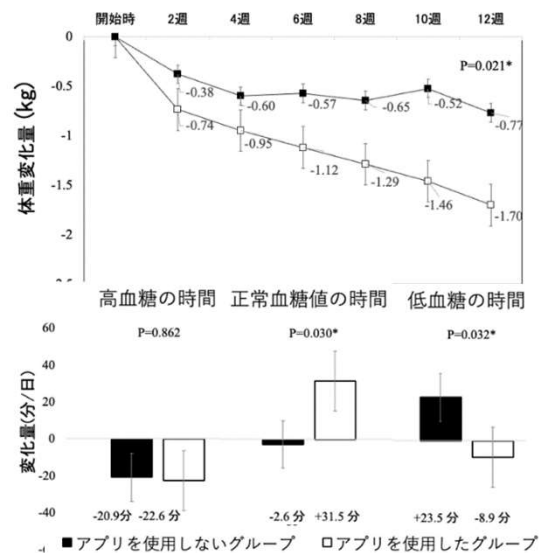 開始時 2週 4週 6週 8週 10週 12週
0
P=0.021*
-0.5
-0.38 -0.60 -0.57 -0.65 -0.52 -0.77
-1
-0.74 -0.95 -1.12 -1.29 -1.46 -1.70
-1.5
-2
体重変化量 (kg)
高血糖の時間 正常血糖値の時間 低血糖の時間
60
P=0.862 P=0.030* P=0.032*
40
20
0
-20
-40
変化量(分/日)
-20.9分 -22.6分 -2.6分 +31.5分 +23.5分 -8.9分
■アプリを使用しないグループ □アプリを使用したグループ